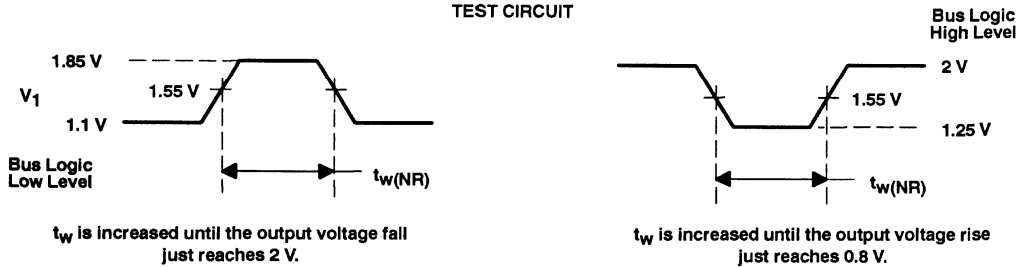 TEST CIRCUIT
1.85 V
V1
1.55 V
1.1 V
Bus Logic
Low Level
tw(NR)
tw is increased until the output voltage fall
just reaches 2 V.
Bus Logic
High Level
2 V
1.55 V
1.25 V
tw(NR)
tw is increased until the output voltage rise
just reaches 0.8 V.